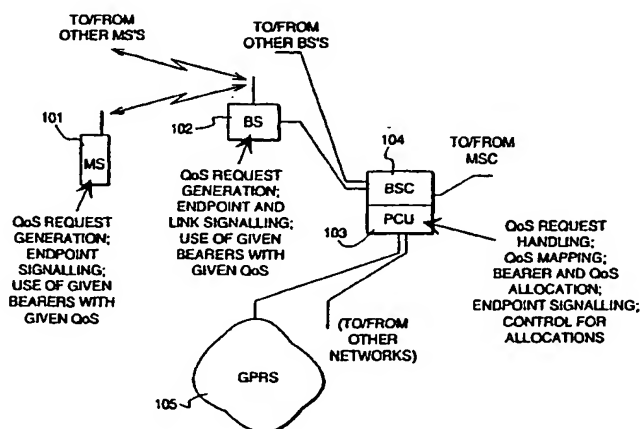 TO/FROM
OTHER MS'S
TO/FROM
OTHER BS'S
101
MS
102
BS
104
BSC
TO/FROM
MSC
103
PCU
QoS REQUEST
GENERATION;
ENDPOINT
SIGNALLING;
USE OF GIVEN
BEARERS WITH
GIVEN QoS
QoS REQUEST
GENERATION;
ENDPOINT AND
LINK SIGNALLING;
USE OF GIVEN
BEARERS WITH
GIVEN QoS
QoS REQUEST
HANDLING;
QoS MAPPING;
BEARER AND QoS
ALLOCATION;
ENDPOINT SIGNALLING;
CONTROL FOR
ALLOCATIONS
(TO/FROM
OTHER
NETWORKS)
GPRS
105